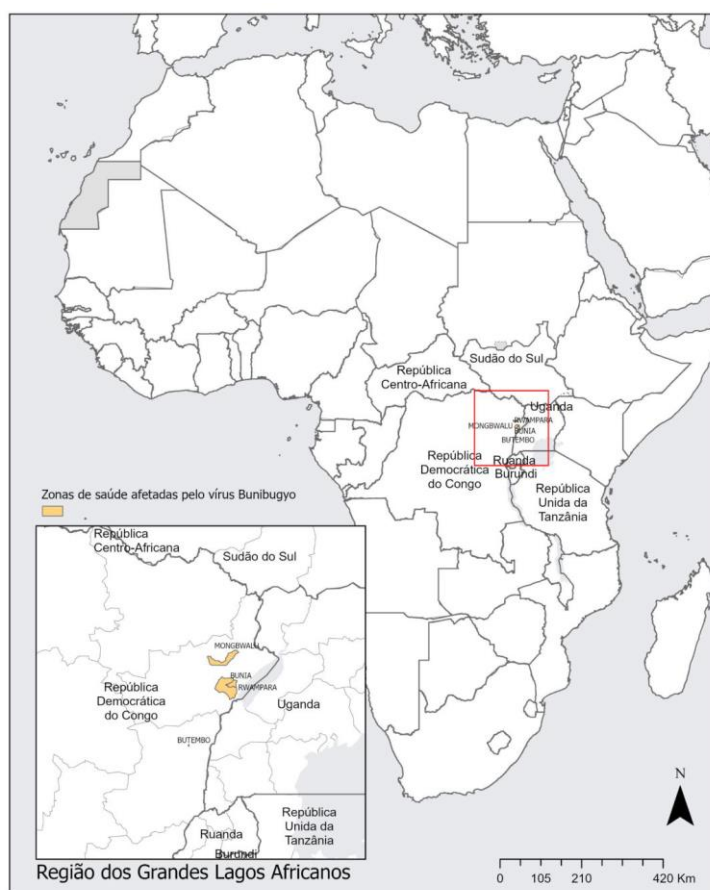 Sudão do Sul
República
Centro-Africana
Uganda
RWAMPARA
MONGBWALU
BUNIA
BUTEMBO
República
Democrática
do Congo
Ruanda
Burundi
República
Unida da
Tanzânia
Zonas de saúde afetadas pelo vírus Bunibugyo
República
Centro-Africana
Sudão do Sul
MONGBWALU
BUNIA
RWAMPARA
República
Democrática
do Congo
Uganda
BUTEMBO
República
Unida da
Tanzânia
Ruanda
Burundi
Região dos Grandes Lagos Africanos
N
0 105 210 420 Km